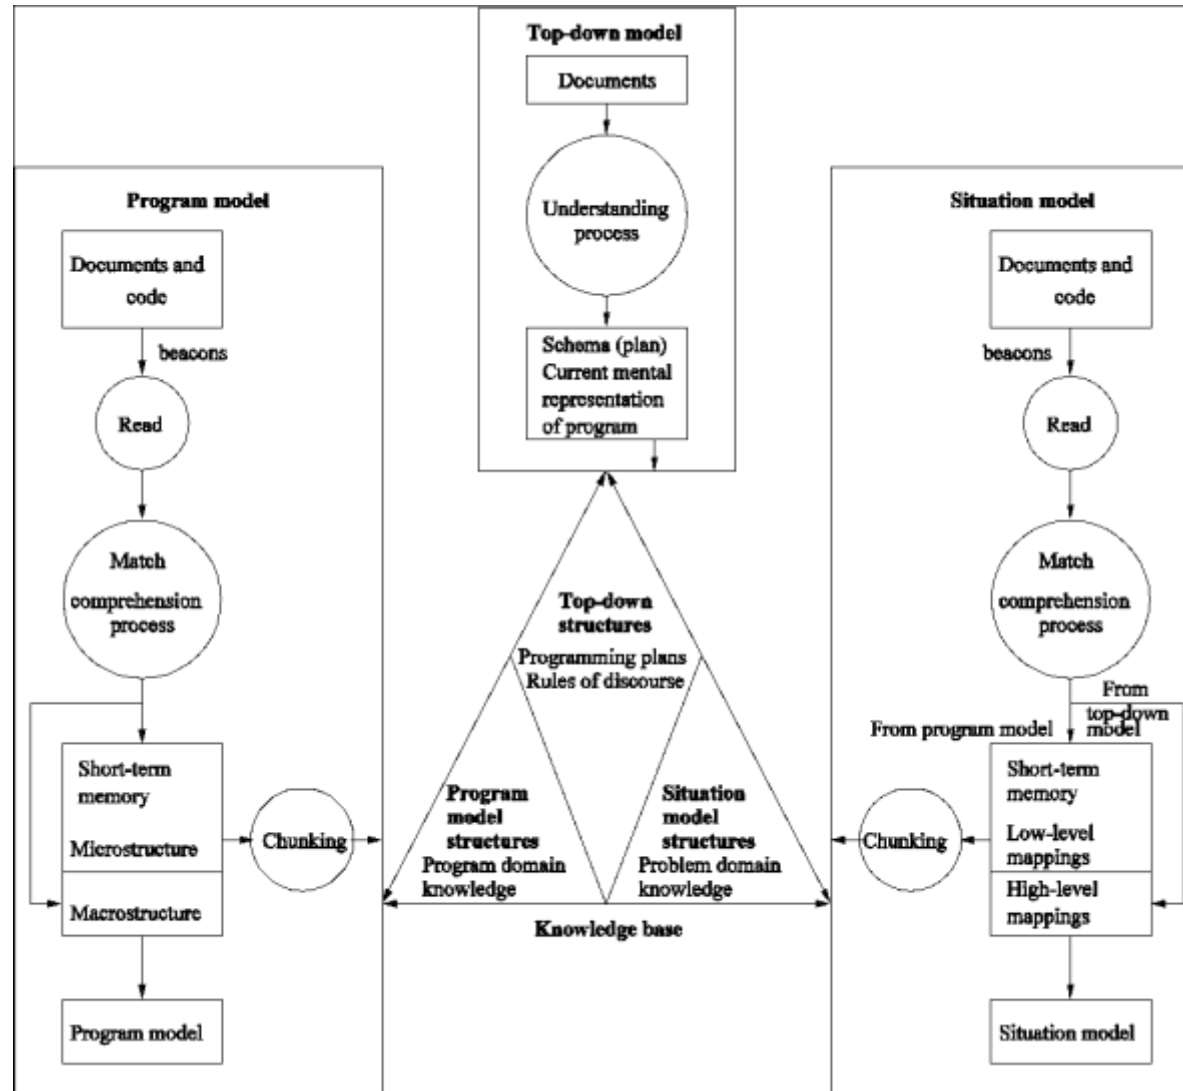 Top-down model
Documents
Understanding
process
Schema (plan)
Current mental
representation
of program
Program model
Documents and
code
beacons
Read
Match
comprehension
process
Short-term
memory
Microstructure
Macrostructure
Chunking
Program model
Top-down
structures
Programming plans
Rules of discourse
Program
model
structures
Program domain
knowledge
Situation
model
structures
Problem domain
knowledge
Knowledge base
Situation model
Documents and
code
beacons
Read
Match
comprehension
process
From
top-down
model
From program model
Short-term
memory
Low-level
mappings
High-level
mappings
Chunking
Situation model